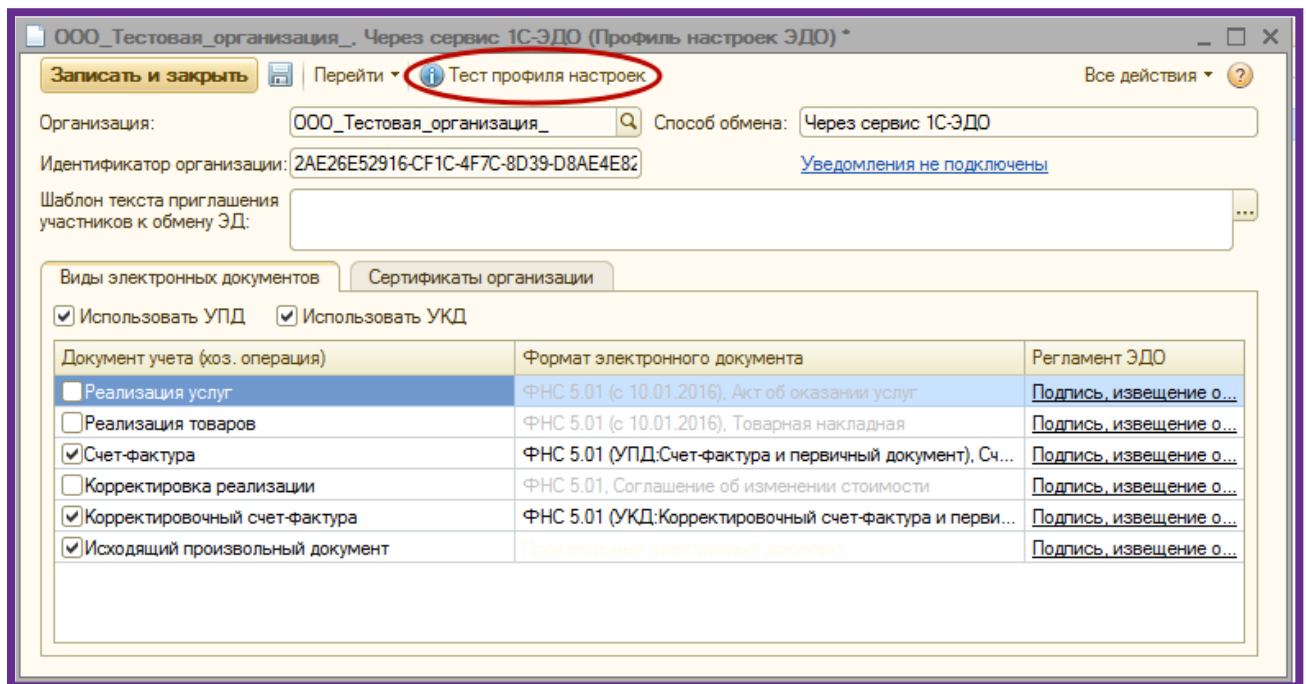 ООО_Тестовая_организация_, Через сервис 1С-ЭДО (Профиль настроек ЭДО) *
Записать и закрыть Перейти Тест профиля настроек Все действия ?
Организация: ООО_Тестовая_организация_ Способ обмена: Через сервис 1С-ЭДО
Идентификатор организации: 2AE26E52916-CF1C-4F7C-8D39-D8AE4E82 Уведомления не подключены
Шаблон текста приглашения
участников к обмену ЭД: ...
Виды электронных документов Сертификаты организации
Использовать УПД Использовать УКД
Документ учета (хоз. операция) Формат электронного документа Регламент ЭДО
Реализация услуг ФНС 5.01 (с 10.01.2016), Акт об оказании услуг Подпись, извещение о...
Реализация товаров ФНС 5.01 (с 10.01.2016), Товарная накладная Подпись, извещение о...
Счет-фактура ФНС 5.01 (УПД:Счет-фактура и первичный документ), Сч... Подпись, извещение о...
Корректировка реализации ФНС 5.01, Соглашение об изменении стоимости Подпись, извещение о...
Корректировочный счет-фактура ФНС 5.01 (УКД:Корректировочный счет-фактура и перви... Подпись, извещение о...
Исходящий произвольный документ Произвольный электронный документ Подпись, извещение о...